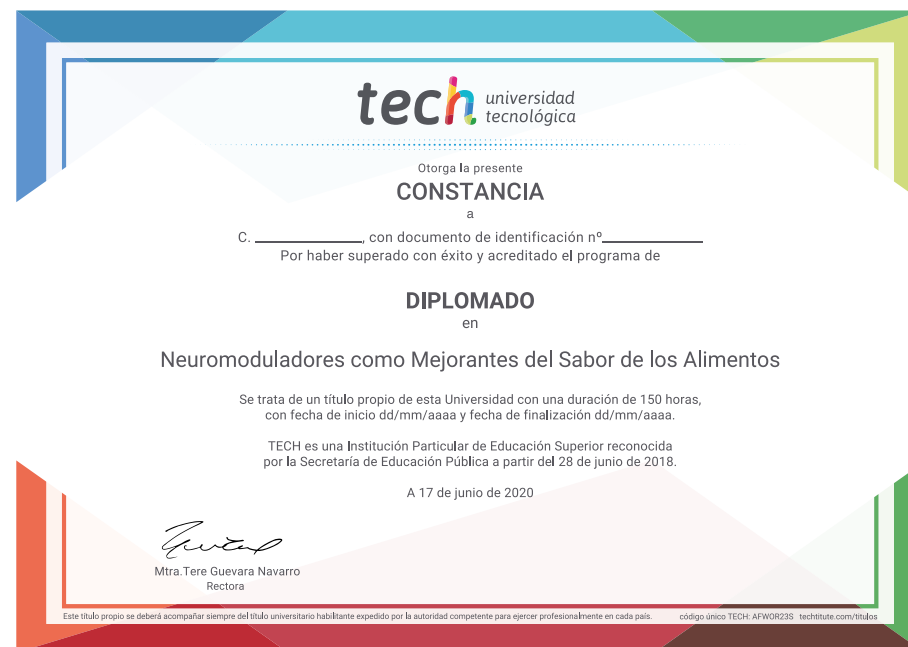 tech universidad
tecnológica
Otorga la presente
CONSTANCIA
a
C. ____________, con documento de identificación nº____________
Por haber superado con éxito y acreditado el programa de
DIPLOMADO
en
Neuromoduladores como Mejorantes del Sabor de los Alimentos
Se trata de un título propio de esta Universidad con una duración de 150 horas,
con fecha de inicio dd/mm/aaaa y fecha de finalización dd/mm/aaaa.
TECH es una Institución Particular de Educación Superior reconocida
por la Secretaría de Educación Pública a partir del 28 de junio de 2018.
A 17 de junio de 2020
Mtra.Tere Guevara Navarro
Rectora
Este título propio se deberá acompañar siempre del título universitario habilitante expedido por la autoridad competente para ejercer profesionalmente en cada país. código único TECH: AFWOR23S techtitute.com/titulos